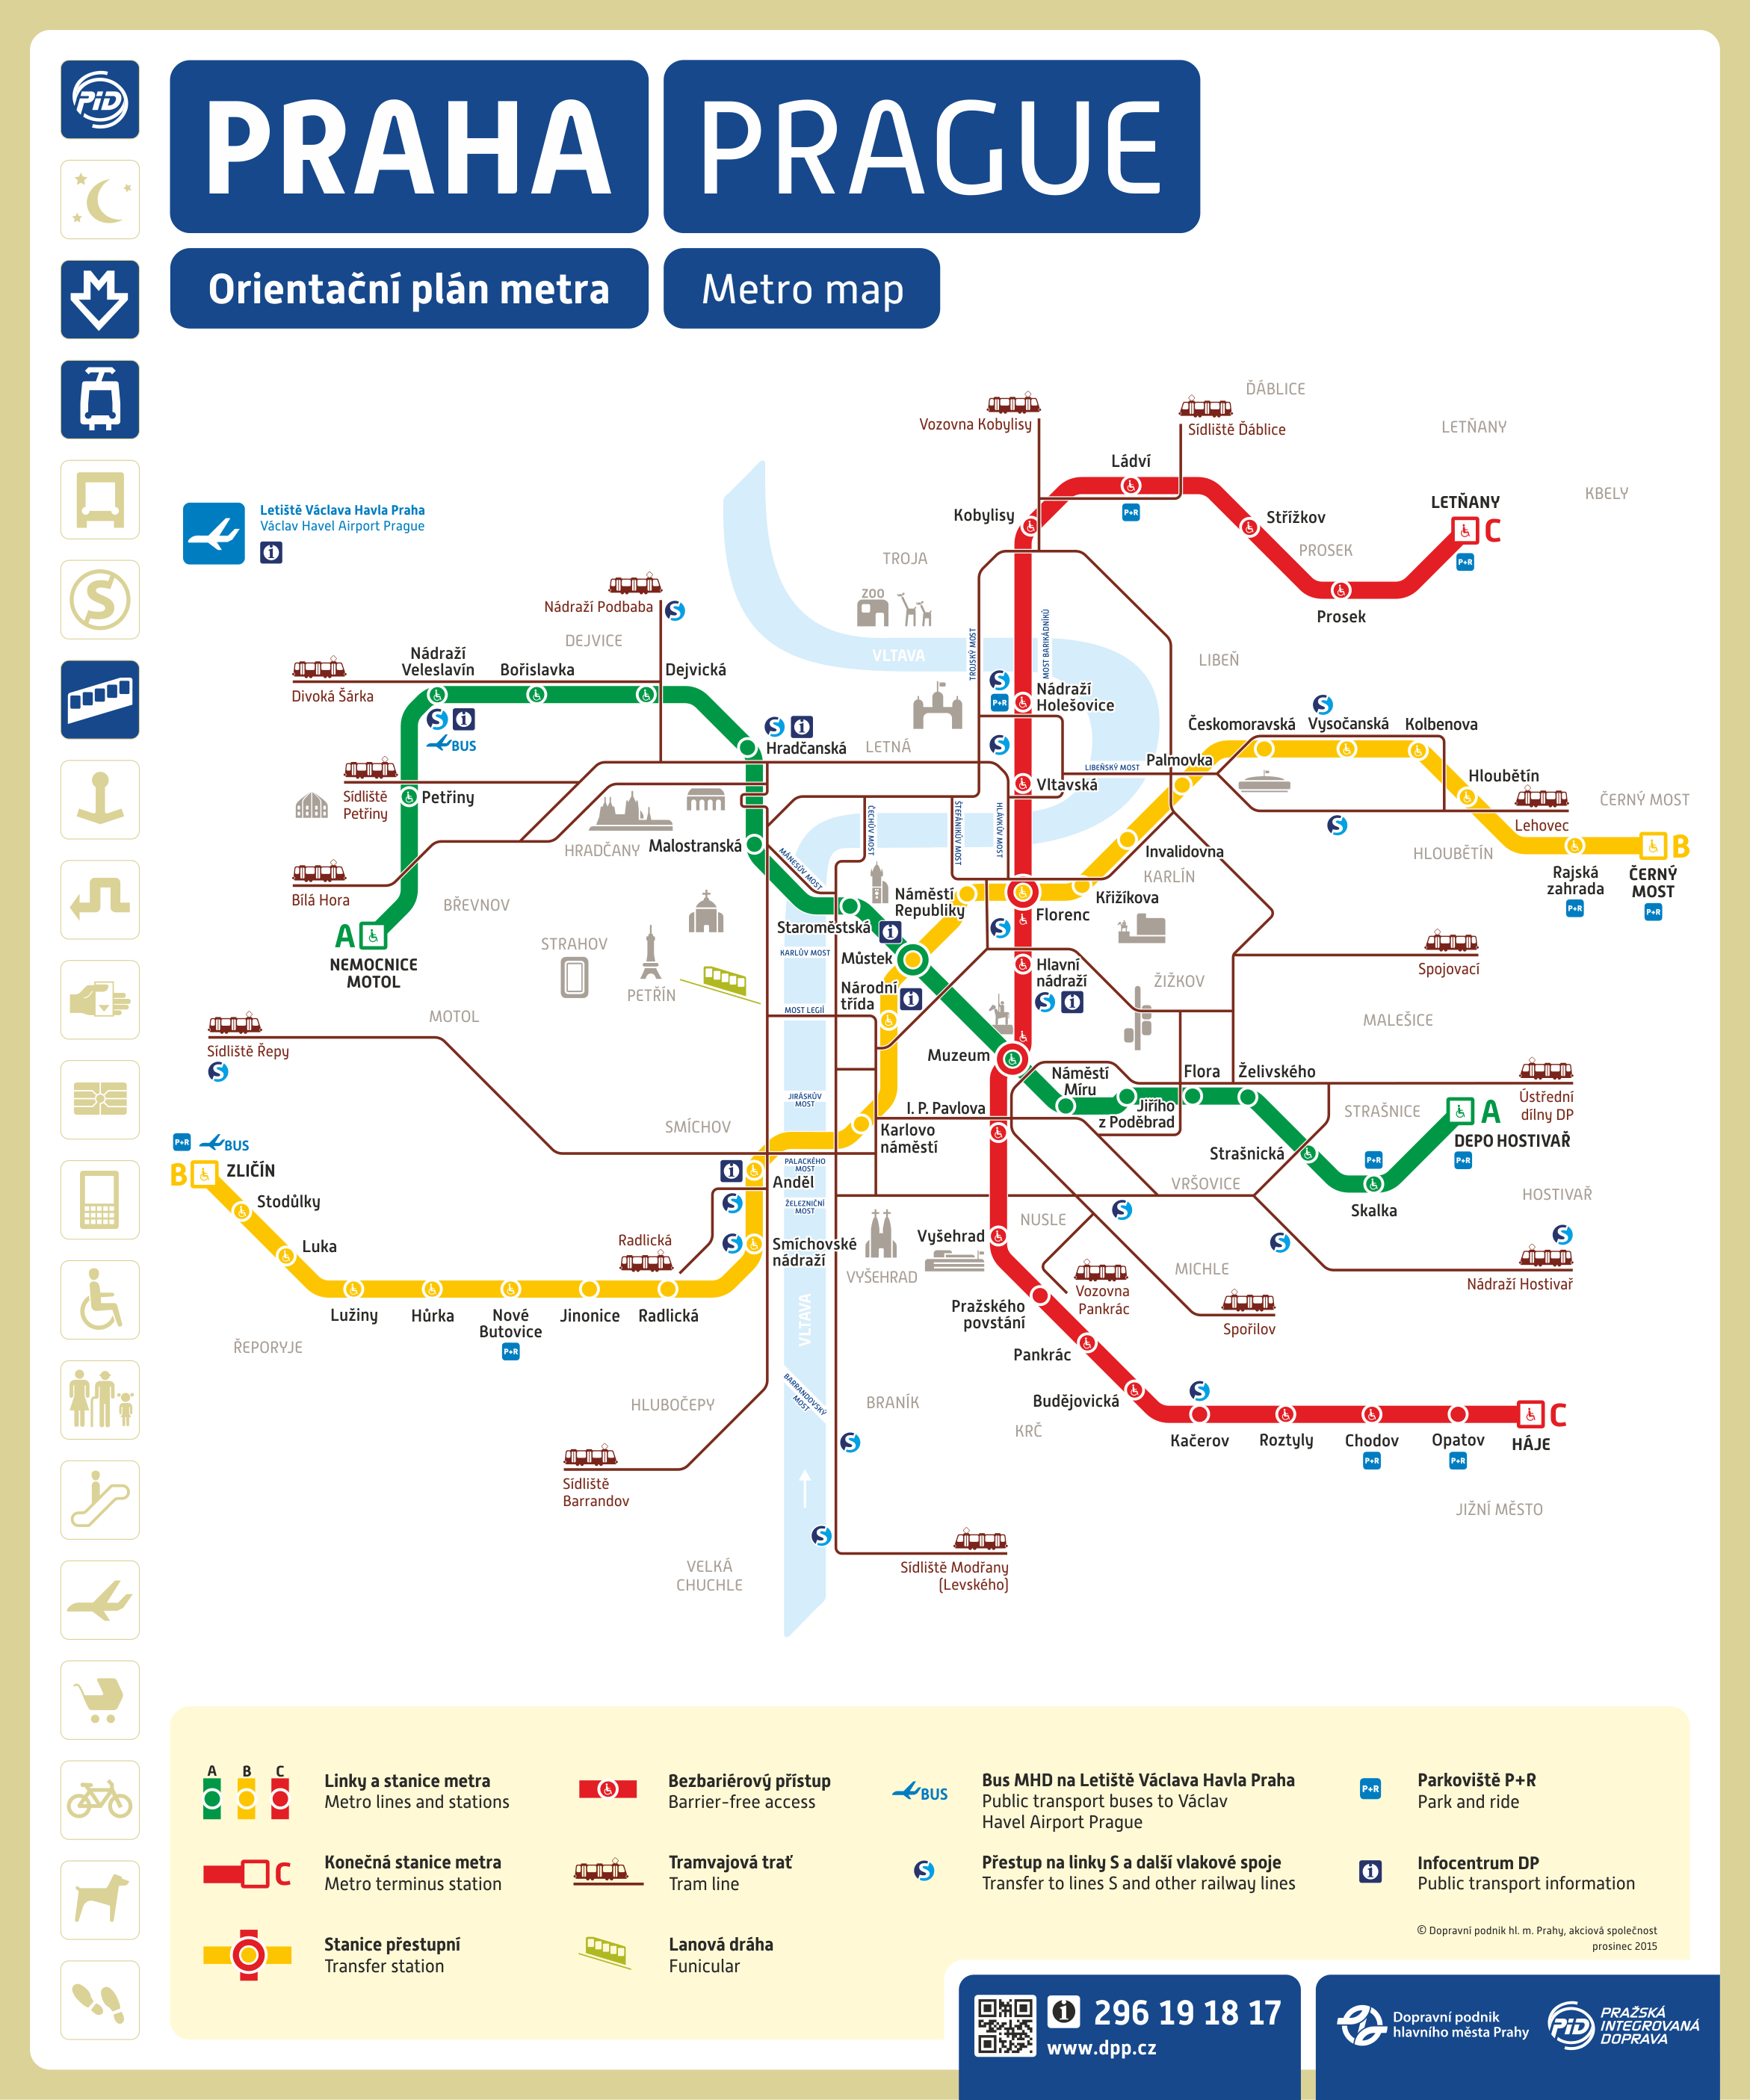 PID
PRAHA
PRAGUE
Orientační plán metra
Metro map
ĎÁBLICE
Vozovna Kobylisy
Sídliště Ďáblice
LETŇANY
Ládví
P+R
KBELY
LETŇANY
C
P+R
Letiště Václava Havla Praha
Václav Havel Airport Prague
Kobylisy
Střížkov
PROSEK
Prosek
TROJA
ZOO
Nádraží Podbaba
DEJVICE
VLTAVA
TROJSKÝ MOST
MOST BARIKÁDNÍKŮ
LIBEŇ
Nádraží
Veleslavín
Bořislavka
Dejvická
Divoká Šárka
BUS
Nádraží
Holešovice
P+R
Hradčanská
LETNÁ
Českomoravská
Vysočanská
Kolbenova
Palmovka
LIBEŇSKÝ MOST
Vltavská
Hloubětín
Lehovec
ČERNÝ MOST
Sídliště
Petřiny
Petřiny
HRADČANY
Malostranská
MÁNESŮV MOST
ČECHŮV MOST
ŠTEFÁNIKŮV MOST
HLÁVKŮV MOST
Invalidovna
KARLÍN
HLOUBĚTÍN
B
Rajská
zahrada
P+R
ČERNÝ
MOST
P+R
Bílá Hora
BŘEVNOV
Náměstí
Republiky
Křižíkova
Florenc
Staroměstská
A
NEMOCNICE
MOTOL
STRAHOV
PETŘÍN
KARLŮV MOST
Můstek
Hlavní
nádraží
ŽIŽKOV
Spojovací
Národní
třída
MOST LEGIÍ
MOTOL
MALEŠICE
Sídliště Řepy
Muzeum
Náměstí
Míru
Flora
Želivského
Ústřední
dílny DP
JIRÁSKŮV
MOST
I. P. Pavlova
Jiřího
z Poděbrad
STRAŠNICE
A
DEPO HOSTIVAŘ
P+R
SMÍCHOV
Karlovo
náměstí
P+R
BUS
B
ZLIČÍN
PALACKÉHO
MOST
Anděl
Strašnická
P+R
Skalka
VRŠOVICE
HOSTIVAŘ
Stodůlky
ŽELEZNIČNÍ
MOST
NUSLE
Luka
Radlická
Smíchovské
nádraží
Vyšehrad
VYŠEHRAD
MICHLE
Nádraží Hostivař
Vozovna
Pankrác
Spořilov
Lužiny
Hůrka
Nové
Butovice
P+R
Jinonice
Radlická
VLTAVA
Pražského
povstání
ŘEPORYJE
Pankrác
BARRANDOVSKÝ
MOST
HLUBOČEPY
BRANÍK
Budějovická
KRČ
Kačerov
Roztyly
Chodov
P+R
Opatov
P+R
HÁJE
C
Sídliště
Barrandov
JIŽNÍ MĚSTO
VELKÁ
CHUCHLE
Sídliště Modřany
(Levského)
A B C
Linky a stanice metra
Metro lines and stations
Bezbariérový přístup
Barrier-free access
BUS
Bus MHD na Letiště Václava Havla Praha
Public transport buses to Václav
Havel Airport Prague
P+R
Parkoviště P+R
Park and ride
C
Konečná stanice metra
Metro terminus station
Tramvajová trať
Tram line
Přestup na linky S a další vlakové spoje
Transfer to lines S and other railway lines
Infocentrum DP
Public transport information
Stanice přestupní
Transfer station
Lanová dráha
Funicular
© Dopravní podnik hl. m. Prahy, akciová společnost
prosinec 2015
296 19 18 17
www.dpp.cz
Dopravní podnik
hlavního města Prahy
PID
PRAŽSKÁ
INTEGROVANÁ
DOPRAVA